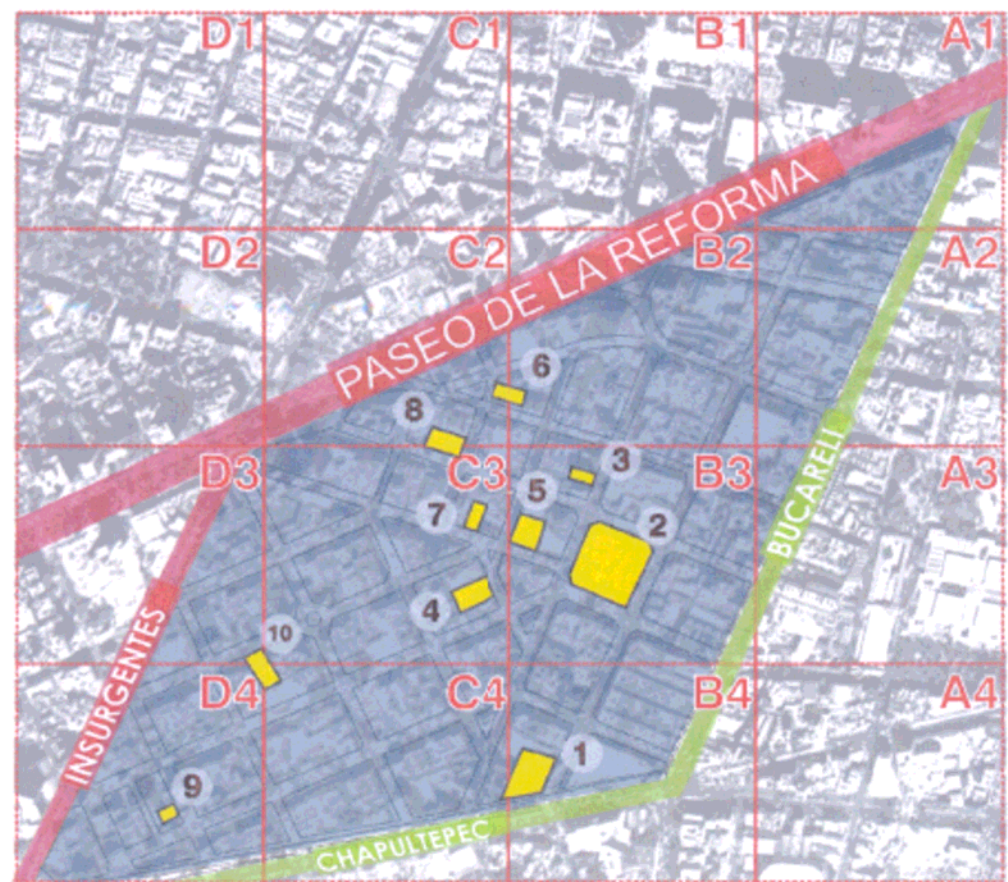 D1
C1
B1
A1
PASEO DE LA REFORMA
D2
C2
B2
A2
6
8
BUCARELI
D3
C3
B3
A3
3
5
7
2
4
INSURGENTES
10
D4
C4
B4
A4
1
9
CHAPULTEPEC